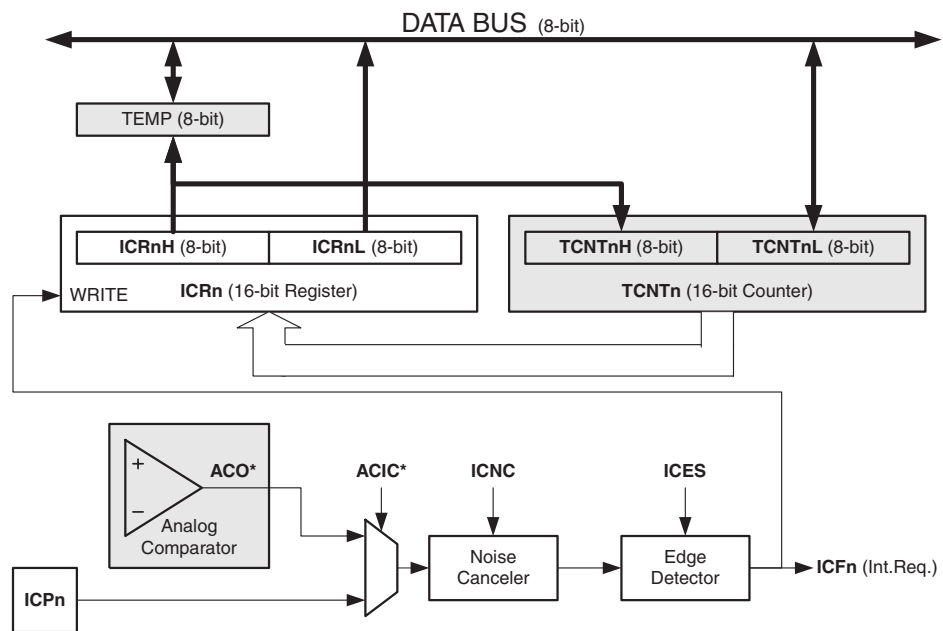 DATA BUS (8-bit)
TEMP (8-bit)
ICRnH (8-bit) ICRnL (8-bit) TCNTnH (8-bit) TCNTnL (8-bit)
WRITE ICRn (16-bit Register) TCNTn (16-bit Counter)
+ ACO* ACIC* ICNC ICES
−
Analog
Comparator
Noise
Canceler
Edge
Detector
ICFn (Int.Req.)
ICPn